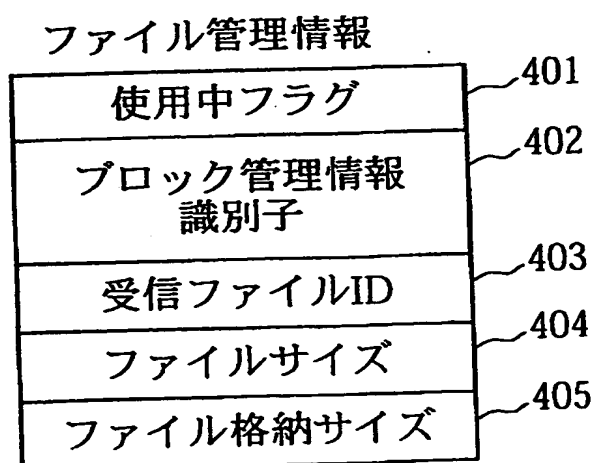 ファイル管理情報
使用中フラグ 401
ブロック管理情報 402
識別子
受信ファイルID 403
ファイルサイズ 404
ファイル格納サイズ 405